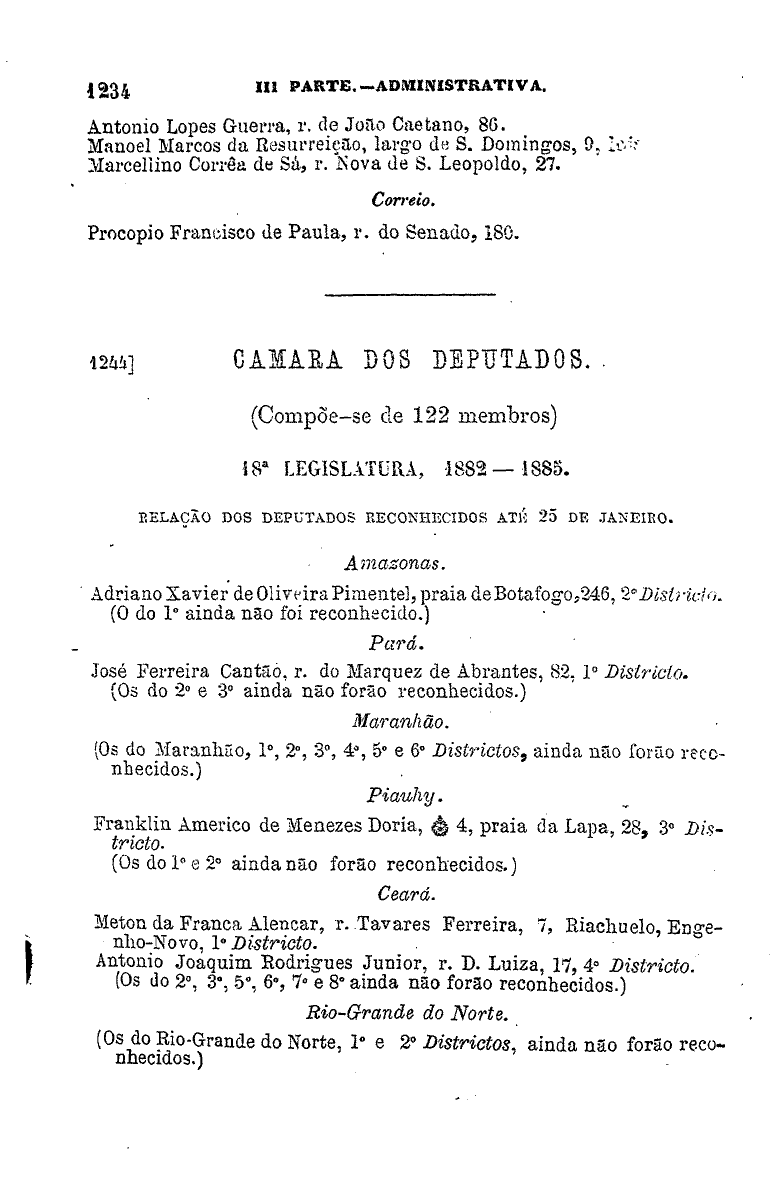 1234 III PARTE.—ADMINISTRATIVA.
Antonio Lopes Guerra, r. de João Caetano, 86.
Manoel Marcos da Resurreição, largo de S. Domingos, 9,
Marcellino Corrêa de Sá, r. Nova de S. Leopoldo, 27.
Correio.
Procopio Francisco de Paula, r. do Senado, 180.
1244] CAMARA DOS DEPUTADOS.
(Compõe-se de 122 membros)
18ª LEGISLATURA, 1882 — 1885.
RELAÇÃO DOS DEPUTADOS RECONHECIDOS ATÉ 25 DE JANEIRO.
Amazonas.
Adriano Xavier de Oliveira Pimentel, praia de Botafogo, 246, 2º Districto.
(O do 1º ainda não foi reconhecido.)
Pará.
José Ferreira Cantão, r. do Marquez de Abrantes, 82, 1º Districto.
(Os do 2º e 3º ainda não forão reconhecidos.)
Maranhão.
(Os do Maranhão, 1º, 2º, 3º, 4º, 5º e 6º Districtos, ainda não forão reco-
nhecidos.)
Piauhy.
Franklin Americo de Menezes Doria, 4, praia da Lapa, 28, 3º Dis-
tricto.
(Os do 1º e 2º ainda não forão reconhecidos.)
Ceará.
Meton da Franca Alencar, r. Tavares Ferreira, 7, Riachuelo, Enge-
nho-Novo, 1º Districto.
Antonio Joaquim Rodrigues Junior, r. D. Luiza, 17, 4º Districto.
(Os do 2º, 3º, 5º, 6º, 7º e 8º ainda não forão reconhecidos.)
Rio-Grande do Norte.
(Os do Rio-Grande do Norte, 1º e 2º Districtos, ainda não forão reco-
nhecidos.)